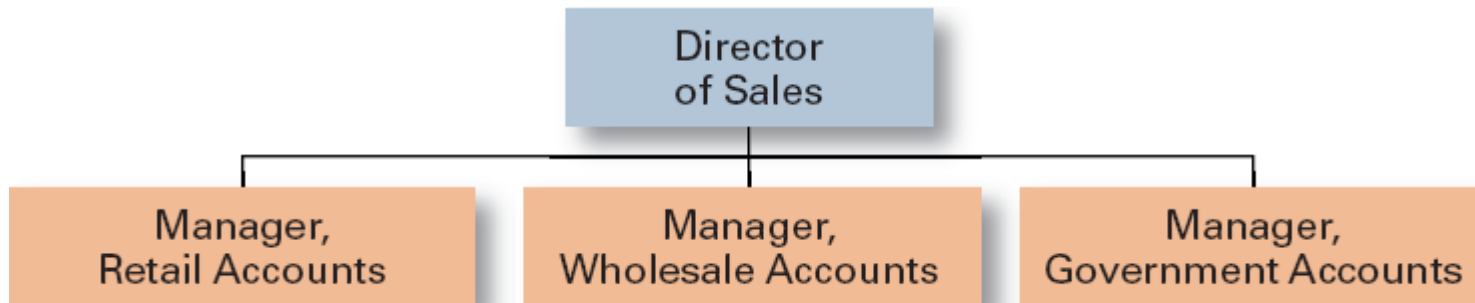 Director
of Sales
Manager,
Retail Accounts
Manager,
Wholesale Accounts
Manager,
Government Accounts